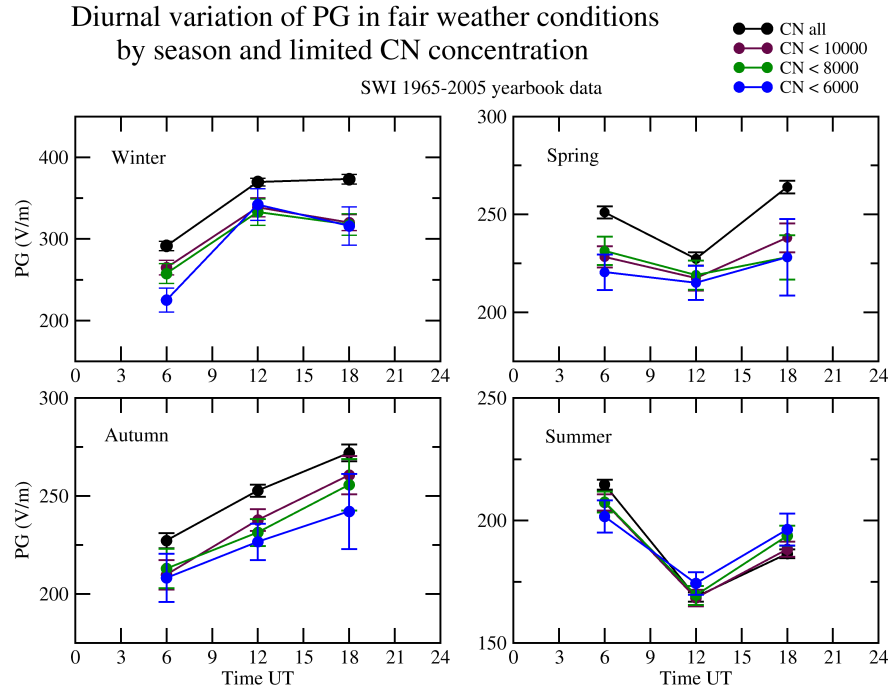 Diurnal variation of PG in fair weather conditions
by season and limited CN concentration
SWI 1965-2005 yearbook data
CN all
CN < 10000
CN < 8000
CN < 6000
Winter
PG (V/m)
400
300
200
0 3 6 9 12 15 18 21 24
Spring
300
250
200
0 3 6 9 12 15 18 21 24
Autumn
PG (V/m)
300
250
200
0 3 6 9 12 15 18 21 24
Time UT
Summer
250
200
150
0 3 6 9 12 15 18 21 24
Time UT